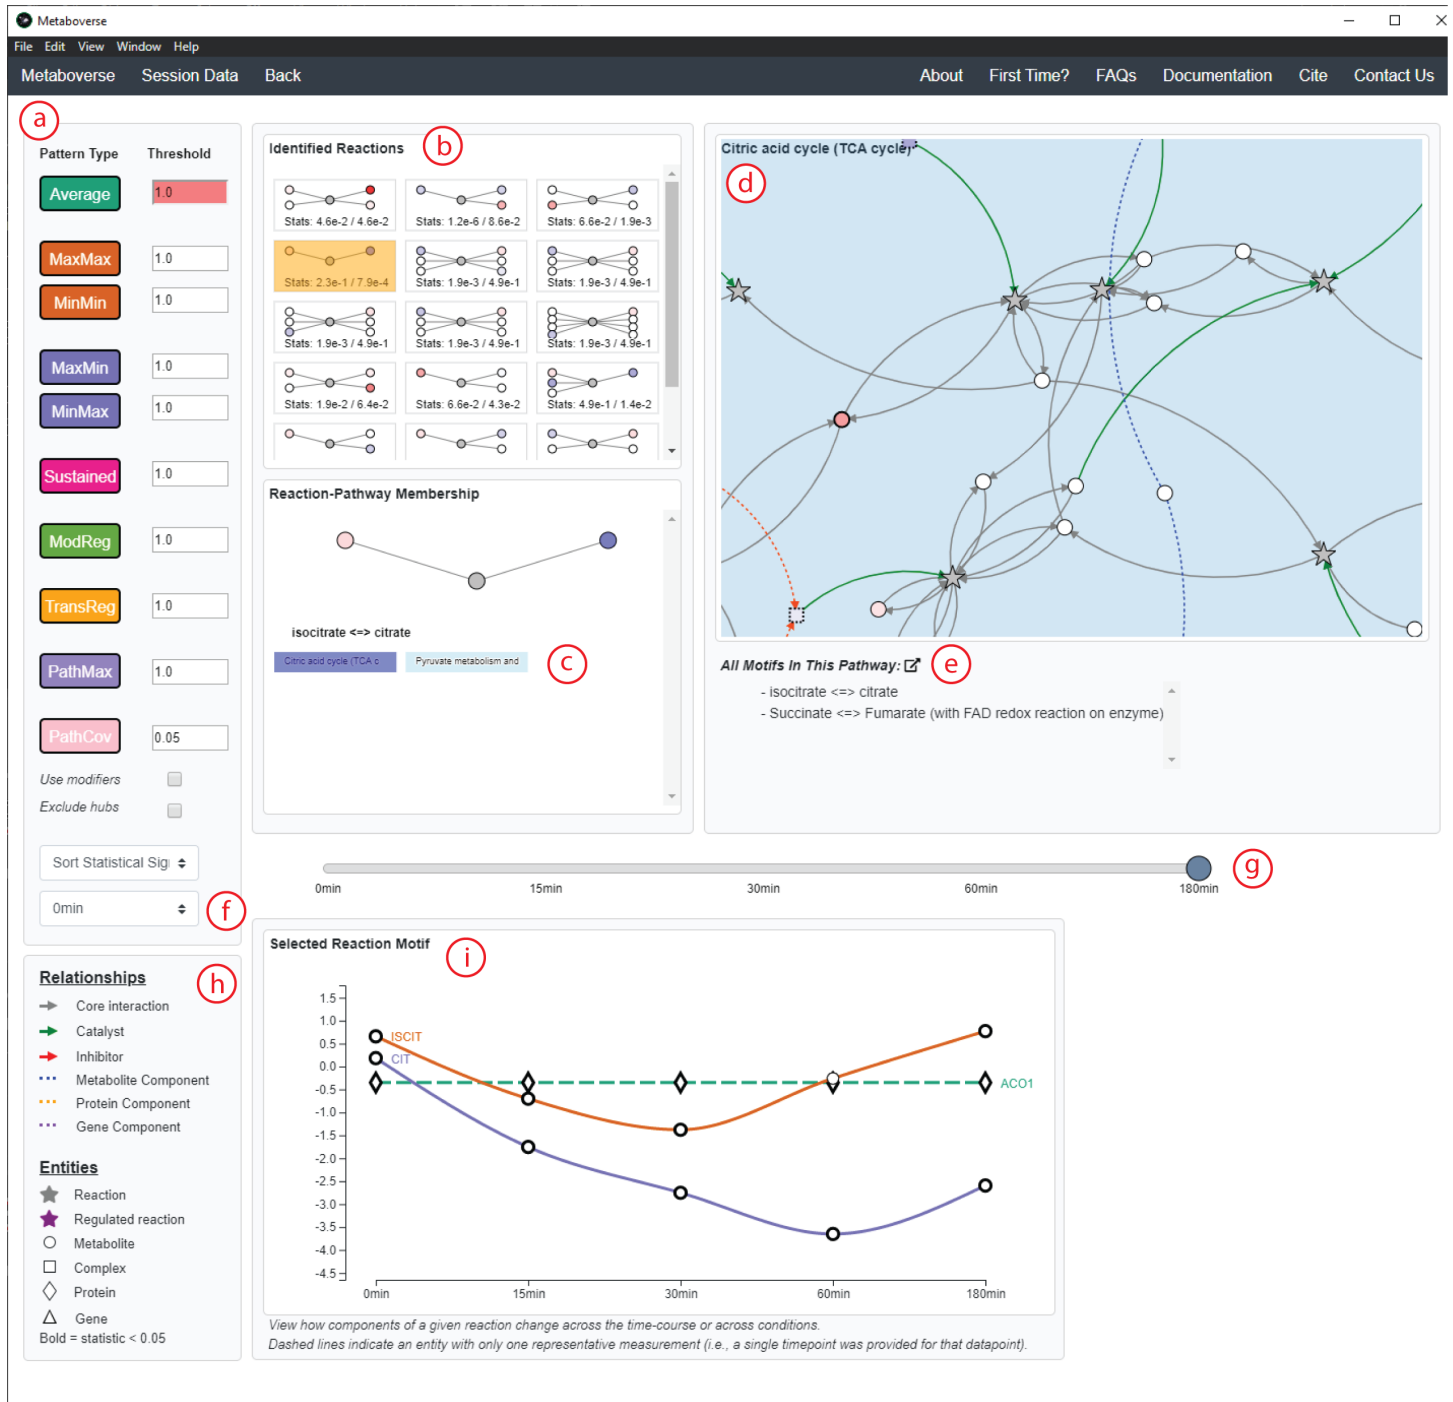 Metaboverse
File Edit View Window Help
Metaboverse Session Data Back About First Time? FAQs Documentation Cite Contact Us
a
Pattern Type Threshold
Average 1.0
MaxMax 1.0
MinMin 1.0
MaxMin 1.0
MinMax 1.0
Sustained 1.0
ModReg 1.0
TransReg 1.0
PathMax 1.0
PathCov 0.05
Use modifiers
Exclude hubs
Sort Statistical Sig
0min
f
b
Identified Reactions
Stats: 4.6e-2 / 4.6e-2 Stats: 1.2e-6 / 8.6e-2 Stats: 6.6e-2 / 1.9e-3
Stats: 2.3e-1 / 7.9e-4 Stats: 1.9e-3 / 4.9e-1 Stats: 1.9e-3 / 4.9e-1
Stats: 1.9e-3 / 4.9e-1 Stats: 1.9e-3 / 4.9e-1 Stats: 1.9e-3 / 4.9e-1
Stats: 1.9e-2 / 6.4e-2 Stats: 6.6e-2 / 4.3e-2 Stats: 4.9e-1 / 1.4e-2
Reaction-Pathway Membership
isocitrate <=> citrate
Citric acid cycle (TCA c Pyruvate metabolism and
c
Citric acid cycle (TCA cycle)
d
All Motifs In This Pathway:
e
- isocitrate <=> citrate
- Succinate <=> Fumarate (with FAD redox reaction on enzyme)
g
0min 15min 30min 60min 180min
h
Relationships
Core interaction
Catalyst
Inhibitor
Metabolite Component
Protein Component
Gene Component
Entities
Reaction
Regulated reaction
Metabolite
Complex
Protein
Gene
Bold = statistic < 0.05
Selected Reaction Motif
i
1.5
1.0
0.5
0.0
-0.5
-1.0
-1.5
-2.0
-2.5
-3.0
-3.5
-4.0
-4.5
ISCIT
CIT
ACO1
0min 15min 30min 60min 180min
View how components of a given reaction change across the time-course or across conditions.
Dashed lines indicate an entity with only one representative measurement (i.e., a single timepoint was provided for that datapoint).